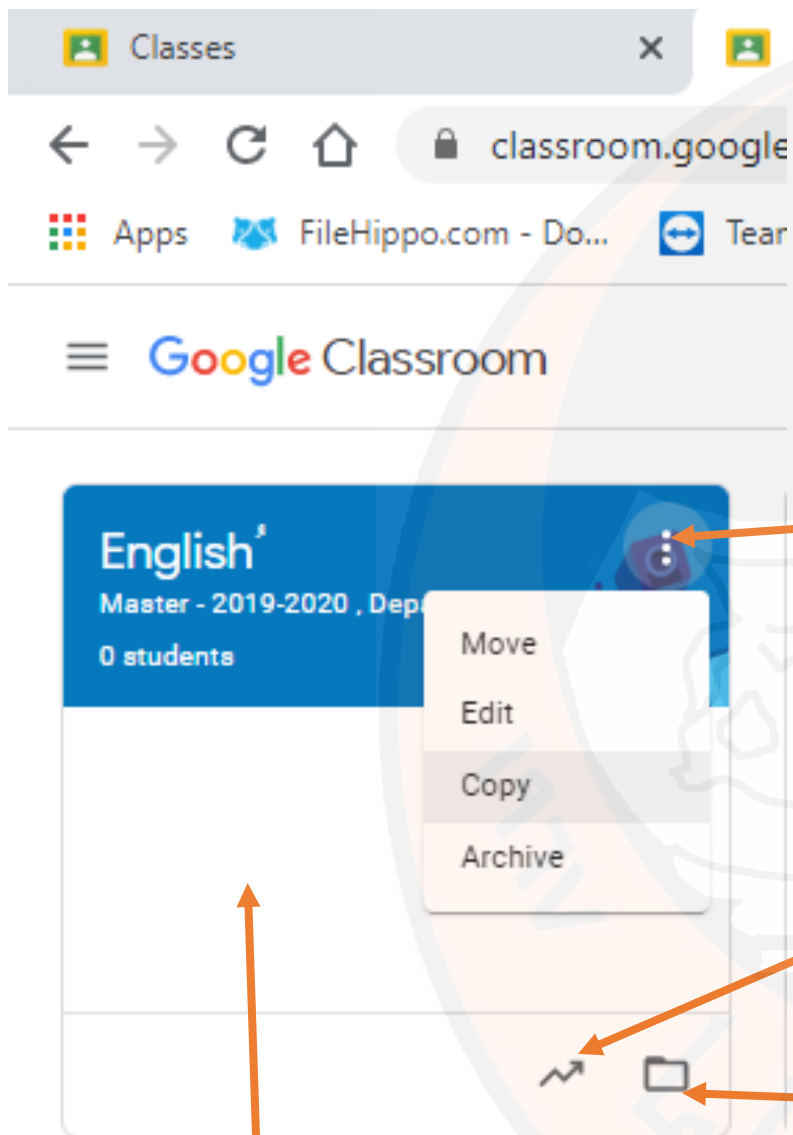 Classes
classroom.google
Apps FileHippo.com - Do... Tear
Google Classroom
English
Master - 2019-2020 , Dep
0 students
Move
Edit
Copy
Archive